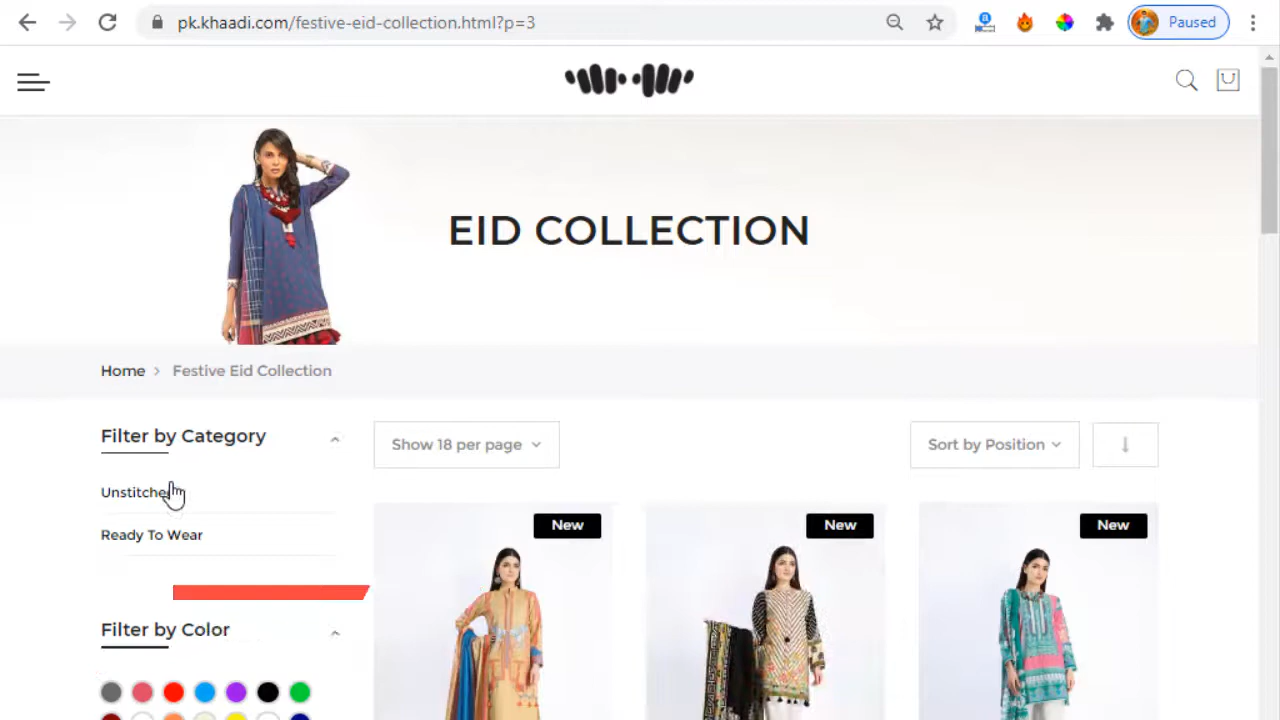 pk.khaadi.com/festive-eid-collection.html?p=3
Paused
EID COLLECTION
Home > Festive Eid Collection
Filter by Category
Show 18 per page
Sort by Position
Unstitche
Ready To Wear
New
New
New
Filter by Color